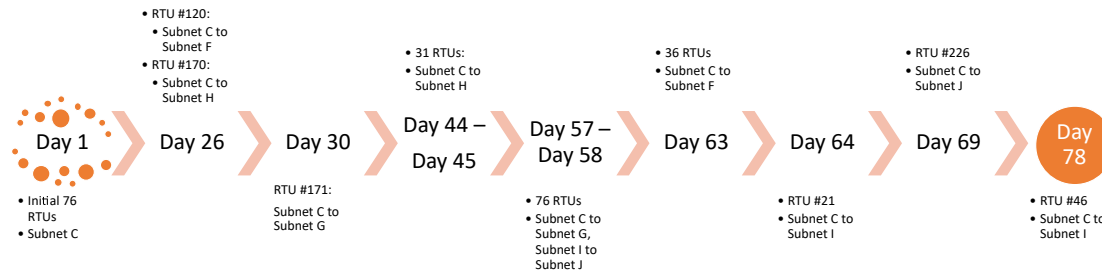 Day 1
• Initial 76
RTUs
• Subnet C
• RTU #120:
• Subnet C to
Subnet F
• RTU #170:
• Subnet C to
Subnet H
Day 26
Day 30
RTU #171:
Subnet C to
Subnet G
• 31 RTUs:
• Subnet C to
Subnet H
Day 44 –
Day 45
Day 57 –
Day 58
• 76 RTUs
• Subnet C to
Subnet G,
Subnet I to
Subnet J
• 36 RTUs
• Subnet C to
Subnet F
Day 63
Day 64
• RTU #21
• Subnet C to
Subnet I
• RTU #226
• Subnet C to
Subnet J
Day 69
Day
78
• RTU #46
• Subnet C to
Subnet I